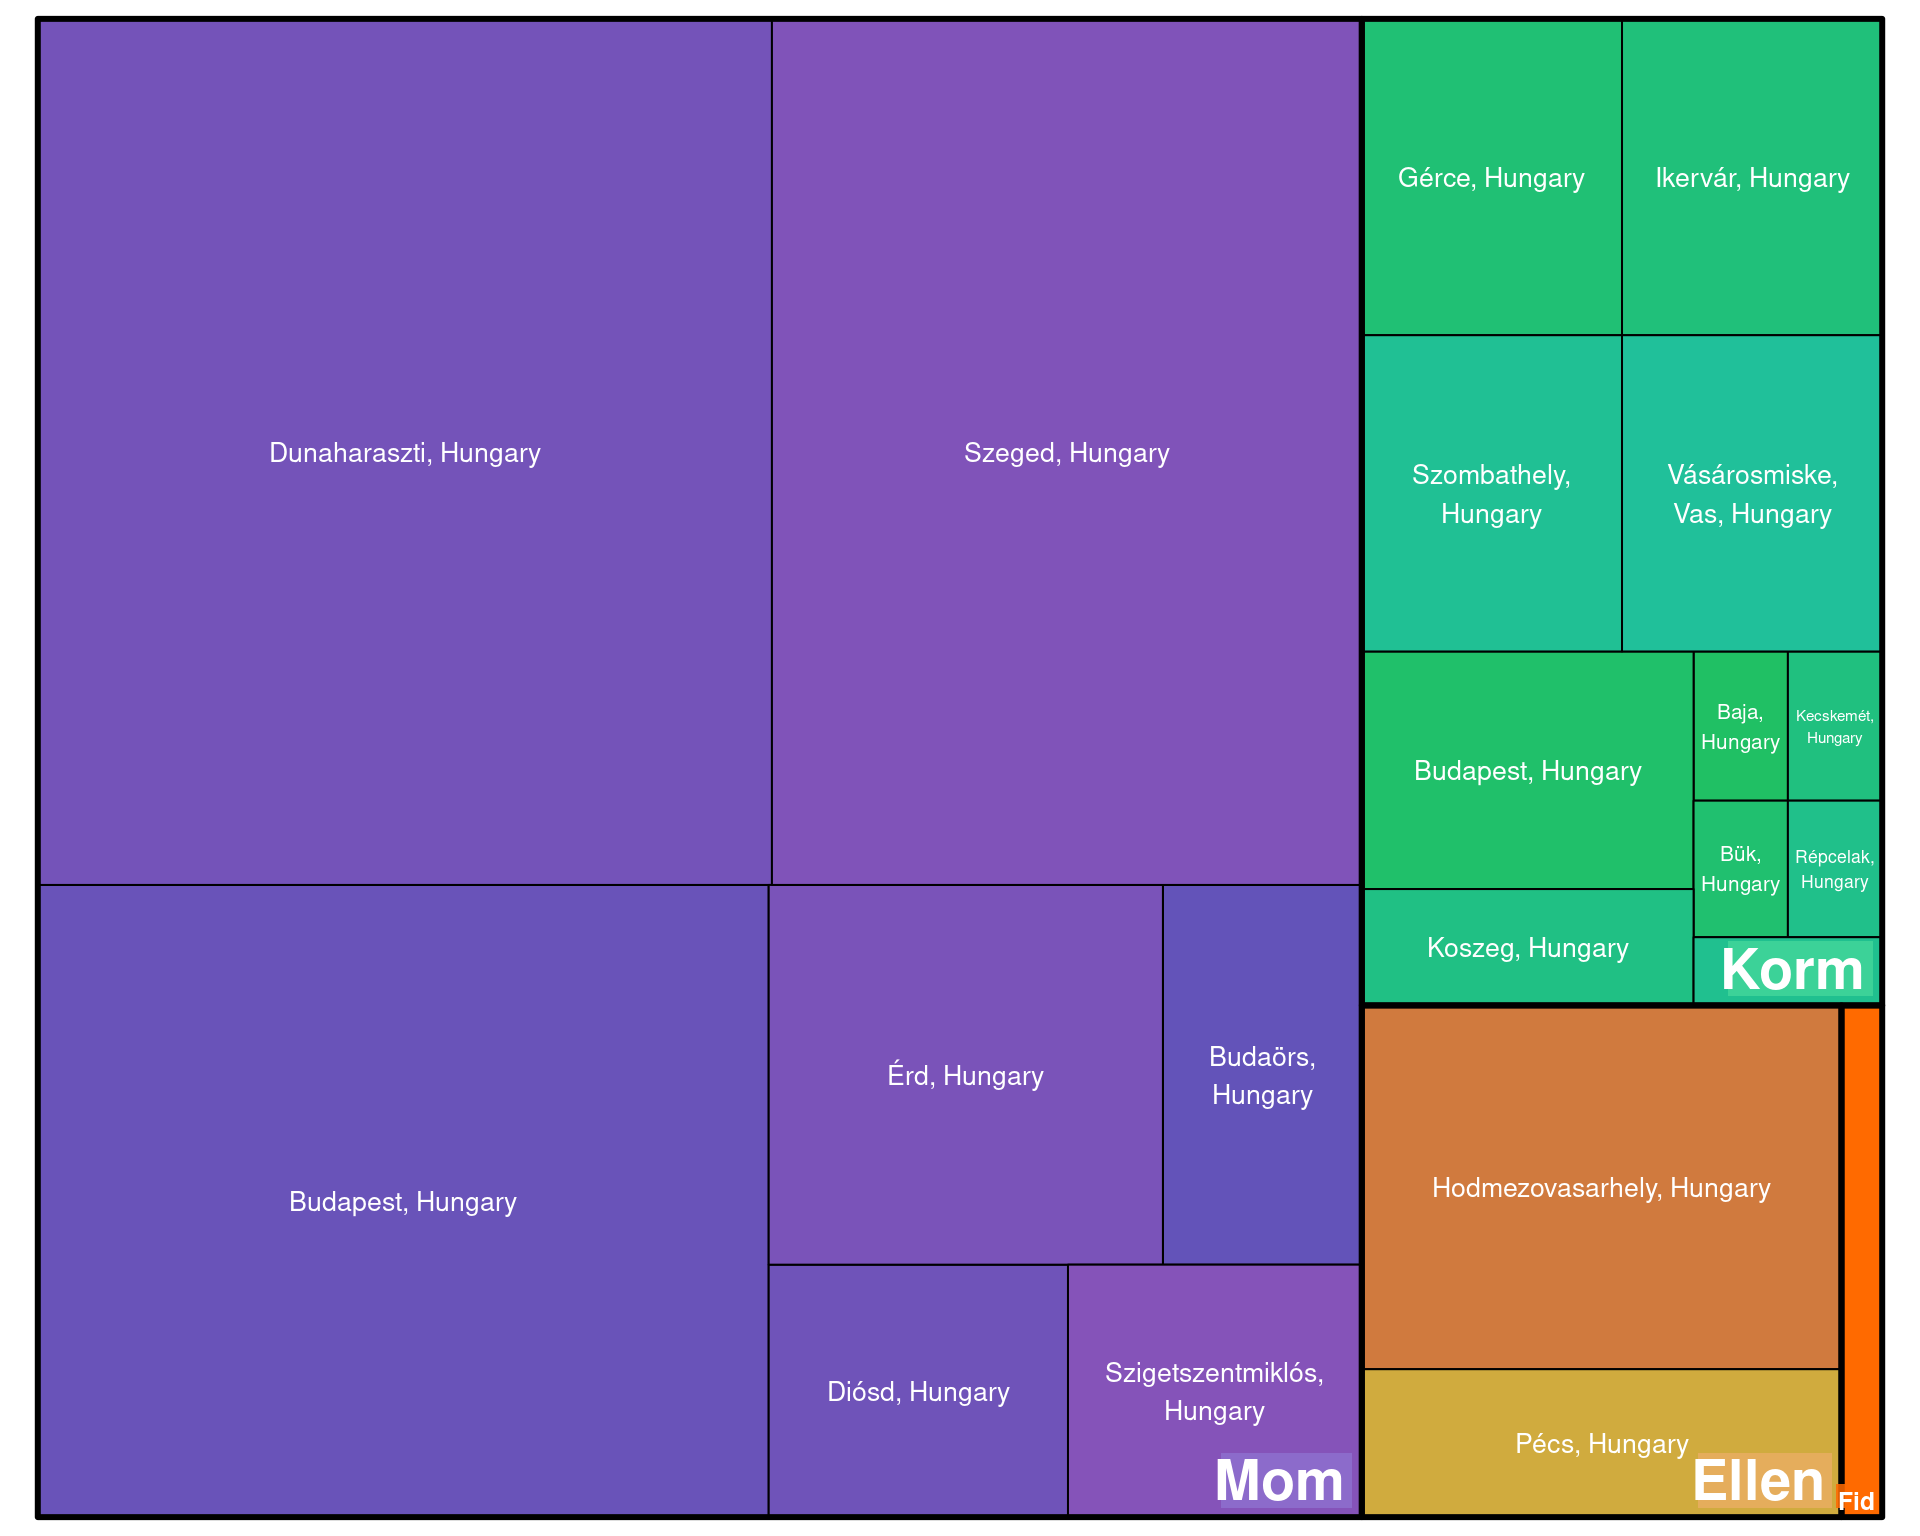 Dunaharaszti, Hungary
Szeged, Hungary
Budapest, Hungary
Érd, Hungary
Budaörs,
Hungary
Diósd, Hungary
Szigetszentmiklós,
Hungary
Mom
Gérce, Hungary
Ikervár, Hungary
Szombathely,
Hungary
Vásárosmiske,
Vas, Hungary
Budapest, Hungary
Baja,
Hungary
Kecskemét,
Hungary
Bük,
Hungary
Répcelak,
Hungary
Koszeg, Hungary
Korm
Hodmezovasarhely, Hungary
Pécs, Hungary
Ellen
Fid